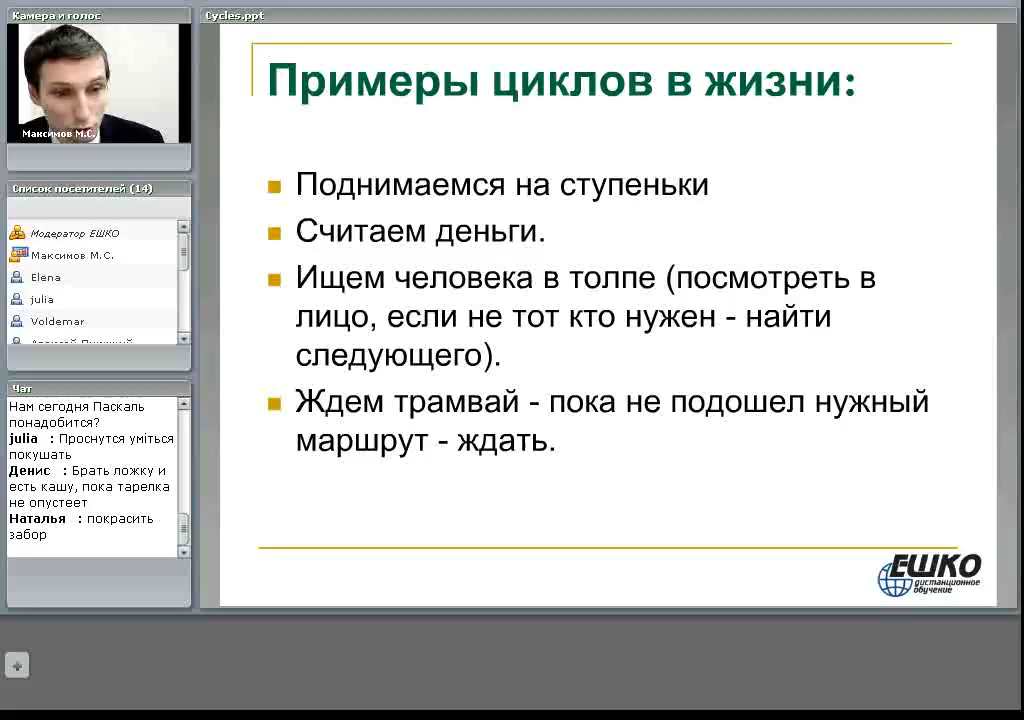 Камера и голос
Максимов М.С.
Список посетителей (14)
Модератор ЕШКО
Максимов М.С.
Elena
julia
Voldemar
Чат
Нам сегодня Паскаль
понадобится?
julia : Проснутся уміться
покушать
Денис : Брать ложку и
есть кашу, пока тарелка
не опустеет
Наталья : покрасить
забор
Cycles.ppt
Примеры циклов в жизни:
Поднимаемся на ступеньки
Считаем деньги.
Ищем человека в толпе (посмотреть в
лицо, если не тот кто нужен - найти
следующего).
Ждем трамвай - пока не подошел нужный
маршрут - ждать.
ЕШКО
дистанционное
обучение